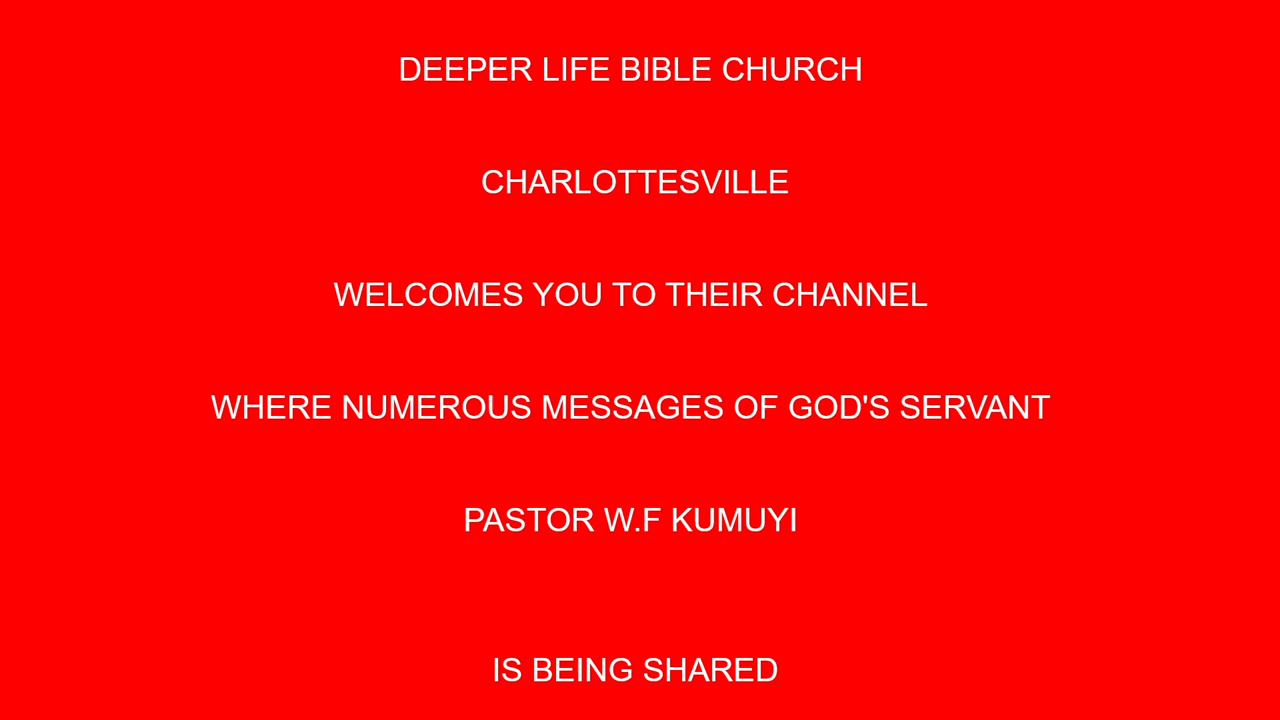 DEEPER LIFE BIBLE CHURCH
CHARLOTTESVILLE
WELCOMES YOU TO THEIR CHANNEL
WHERE NUMEROUS MESSAGES OF GOD'S SERVANT
PASTOR W.F KUMUYI
IS BEING SHARED